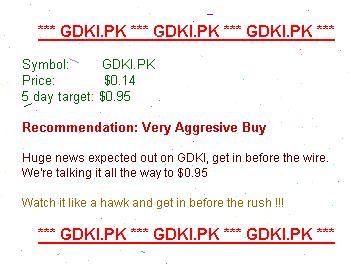 *** GDKI.PK *** GDKI.PK *** GDKI.PK ***
Symbol: GDKI.PK
Price: $0.14
5 day target: $0.95
Recommendation: Very Aggresive Buy
Huge news expected out on GDKI, get in before the wire.
We're talking it all the way to $0.95
Watch it like a hawk and get in before the rush !!!
*** GDKI.PK *** GDKI.PK *** GDKI.PK ***